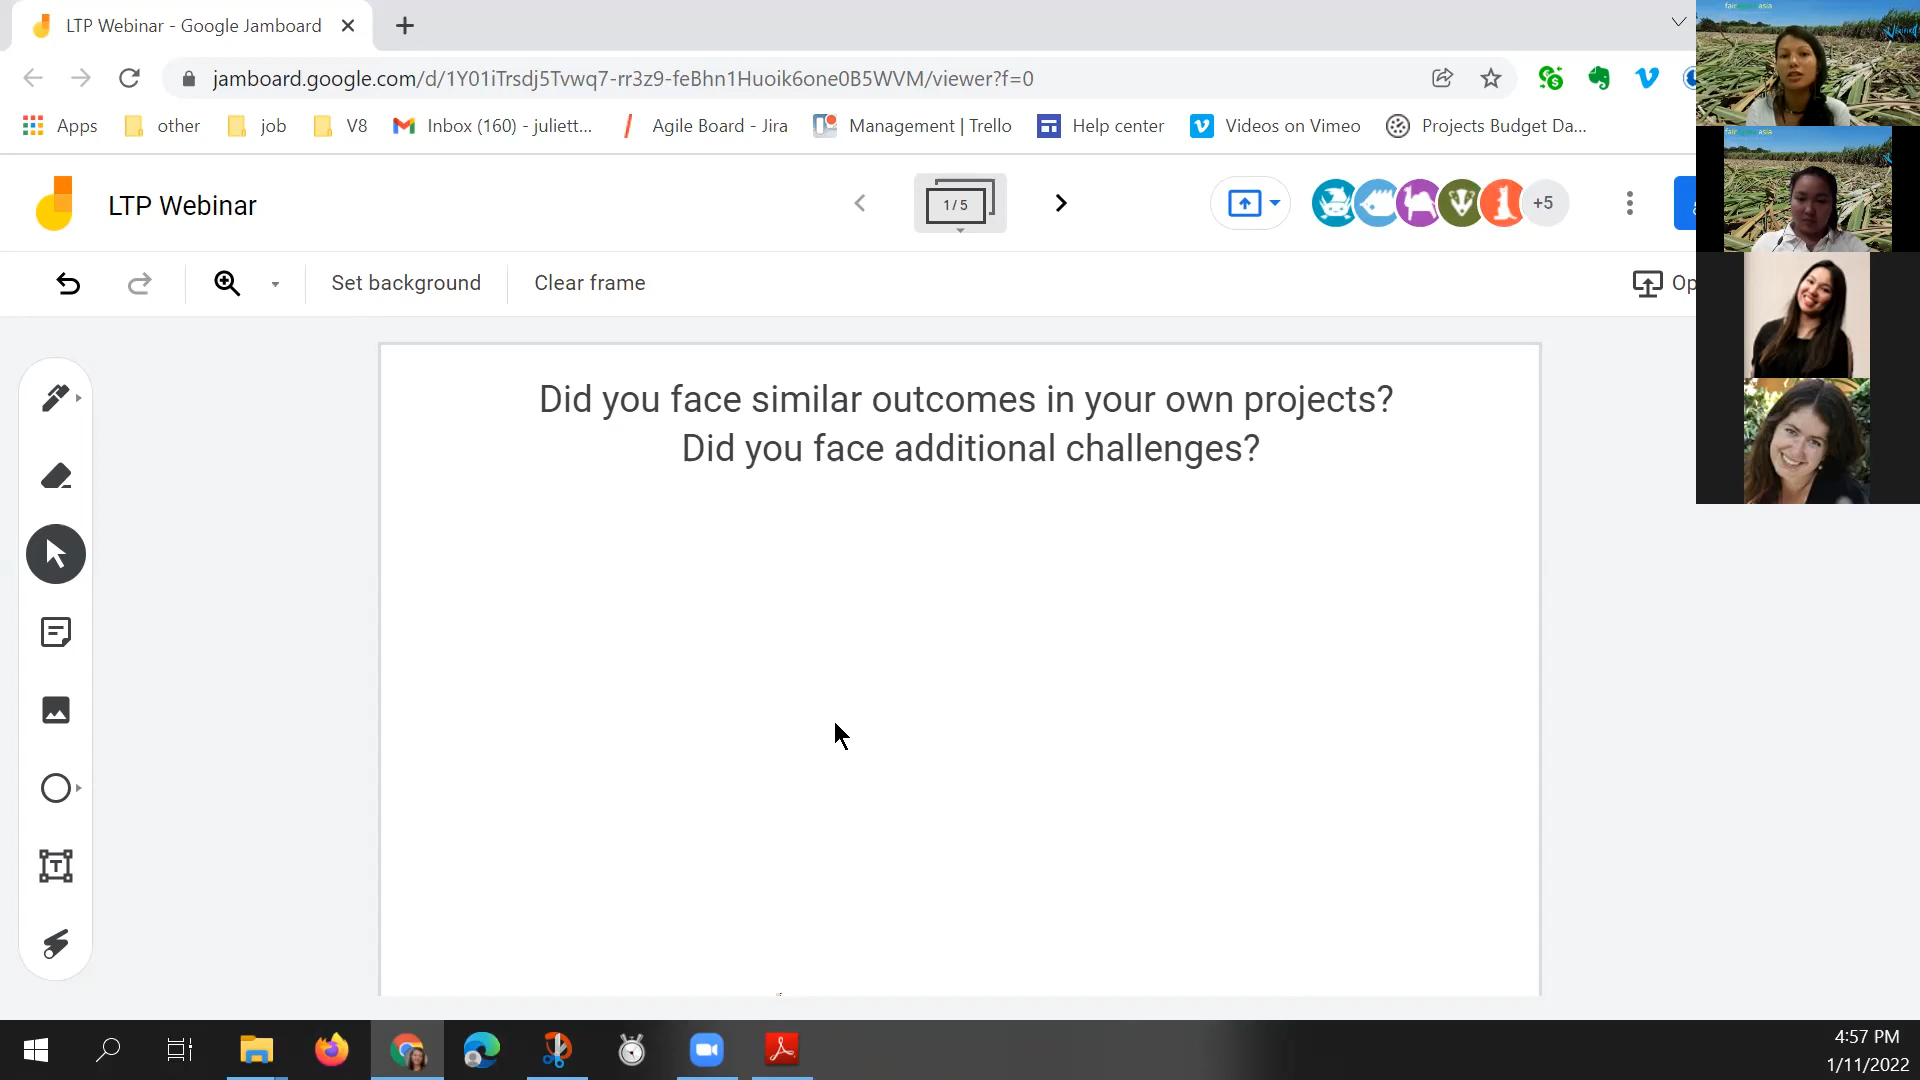 LTP Webinar - Google Jamboard
jamboard.google.com/d/1Y01iTrsdj5Tvwq7-rr3z9-feBhn1Huoik6one0B5WVM/viewer?f=0
Apps other job V8 Inbox (160) - juliett... Agile Board - Jira Management | Trello Help center Videos on Vimeo Projects Budget Da...
LTP Webinar
1 / 5
+5
Set background
Clear frame
Op
Did you face similar outcomes in your own projects?
Did you face additional challenges?
4:57 PM
1/11/2022